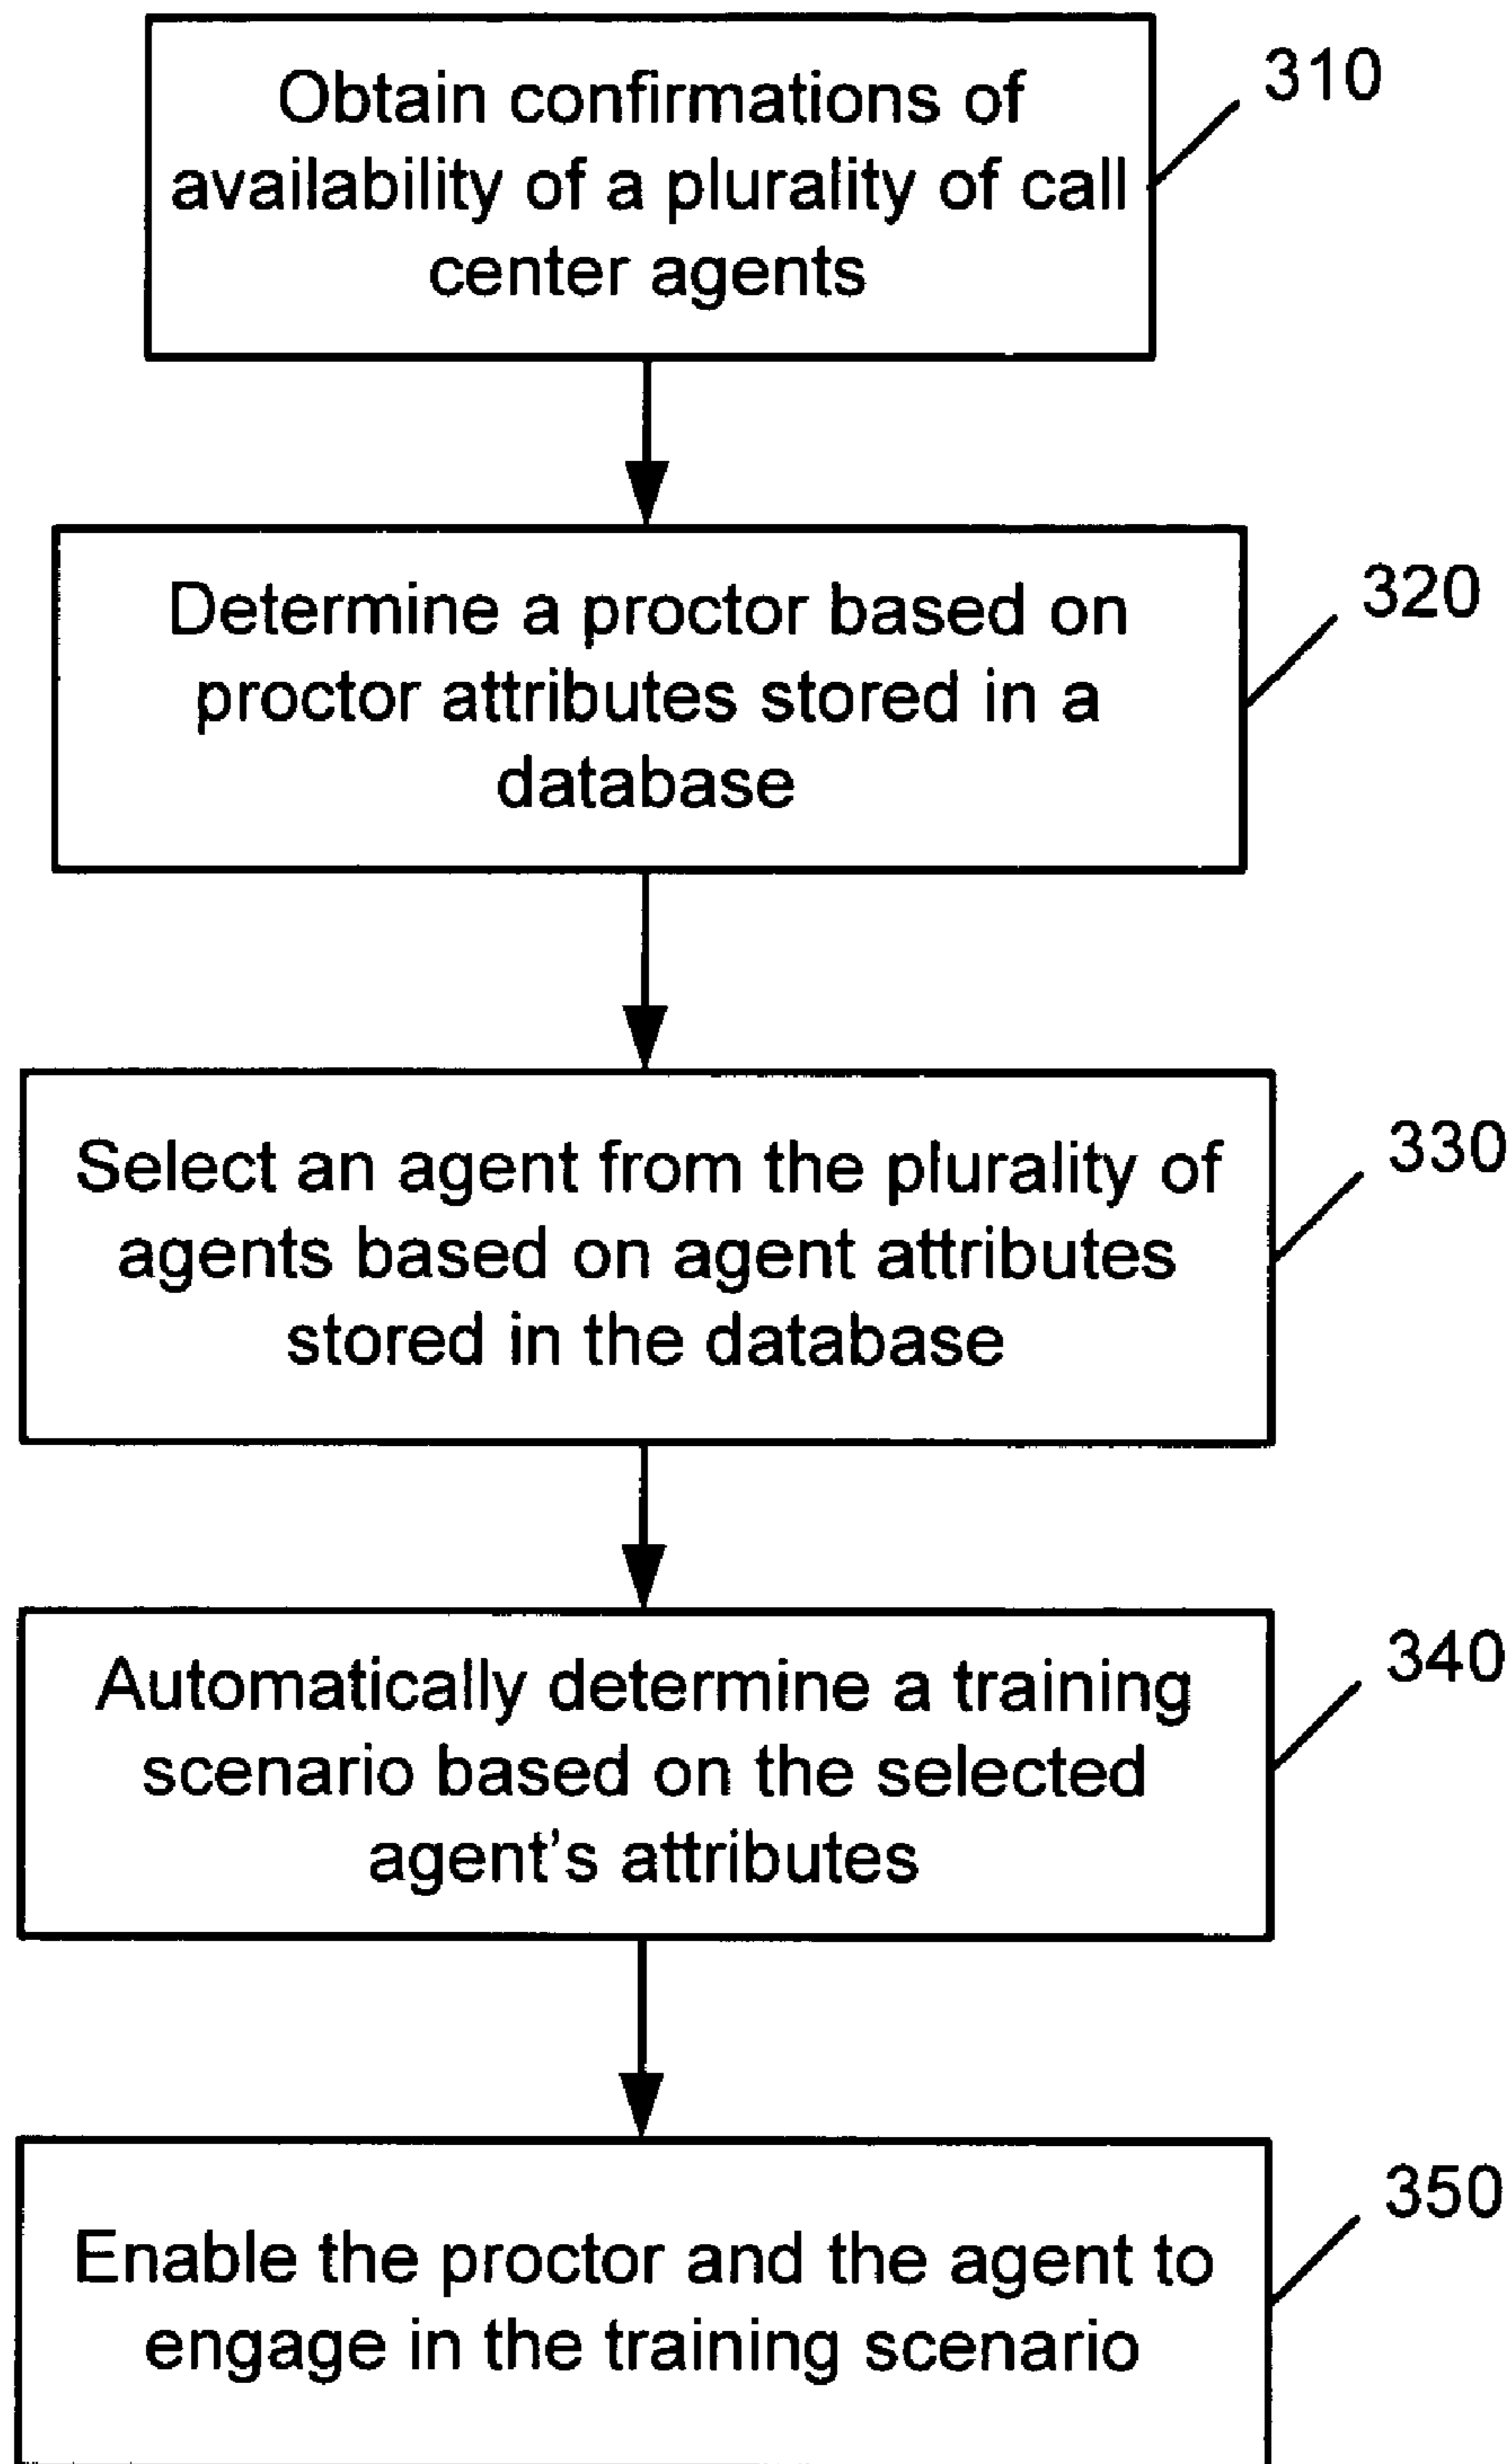 Obtain confirmations of
availability of a plurality of call
center agents
310
Determine a proctor based on
proctor attributes stored in a
database
320
Select an agent from the plurality of
agents based on agent attributes
stored in the database
330
Automatically determine a training
scenario based on the selected
agent's attributes
340
Enable the proctor and the agent to
engage in the training scenario
350